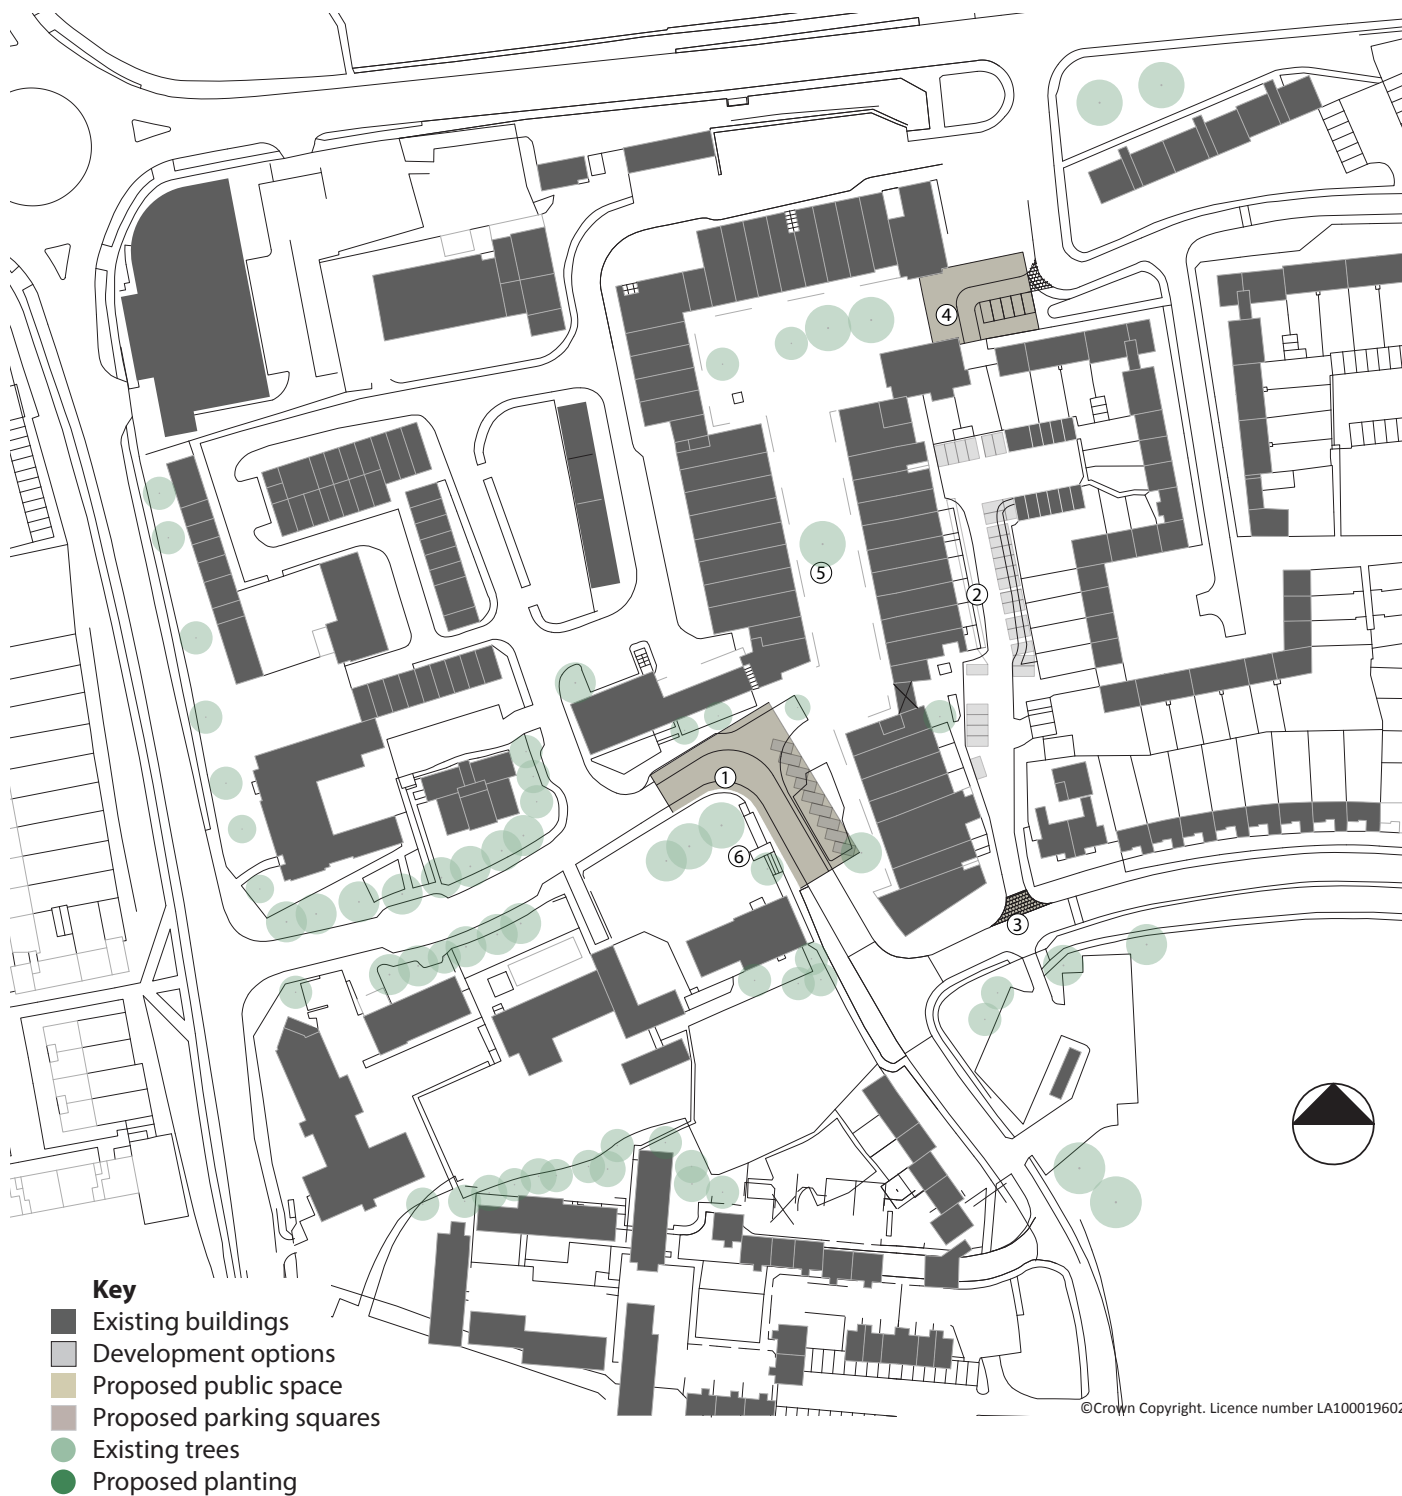 4
5
2
1
6
3
Key
Existing buildings
Development options
Proposed public space
Proposed parking squares
Existing trees
Proposed planting
©Crown Copyright. Licence number LA100019602